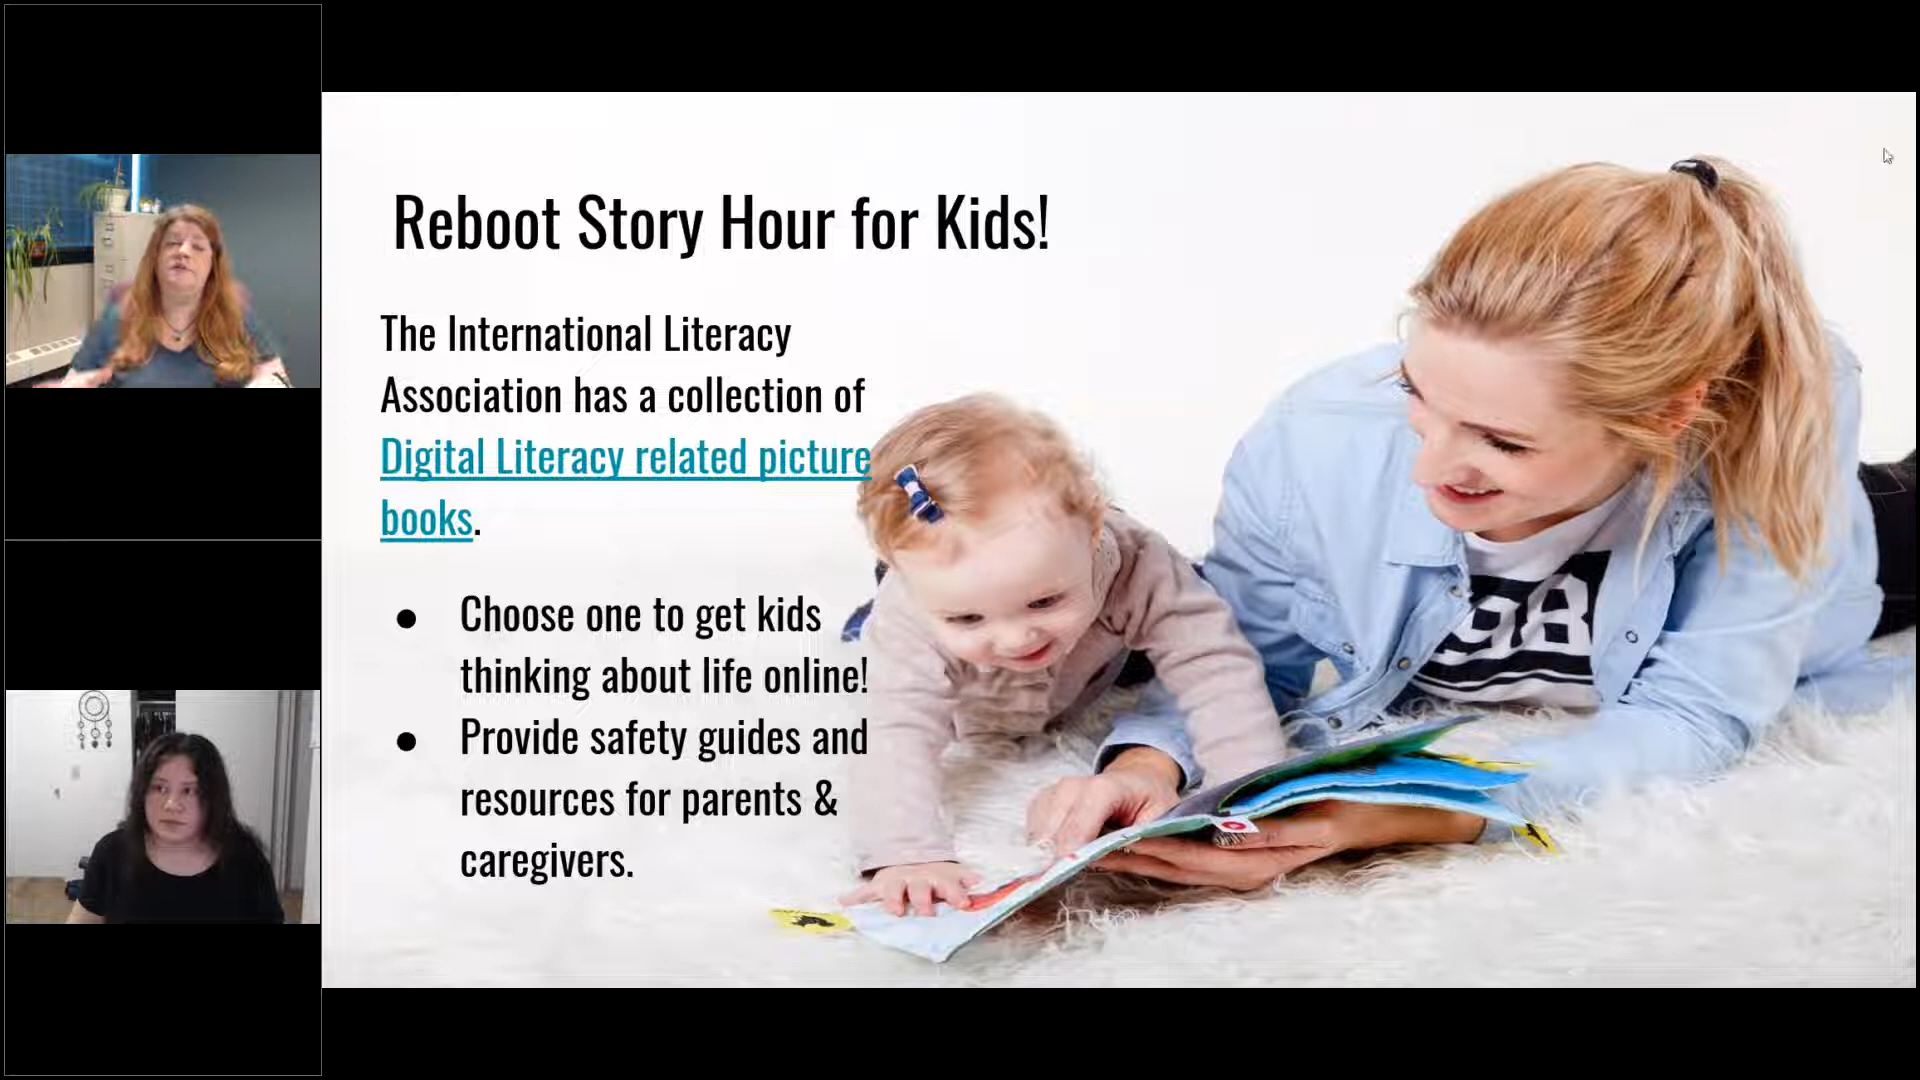 Reboot Story Hour for Kids!
The International Literacy
Association has a collection of
Digital Literacy related picture
books.
● Choose one to get kids
thinking about life online!
● Provide safety guides and
resources for parents &
caregivers.